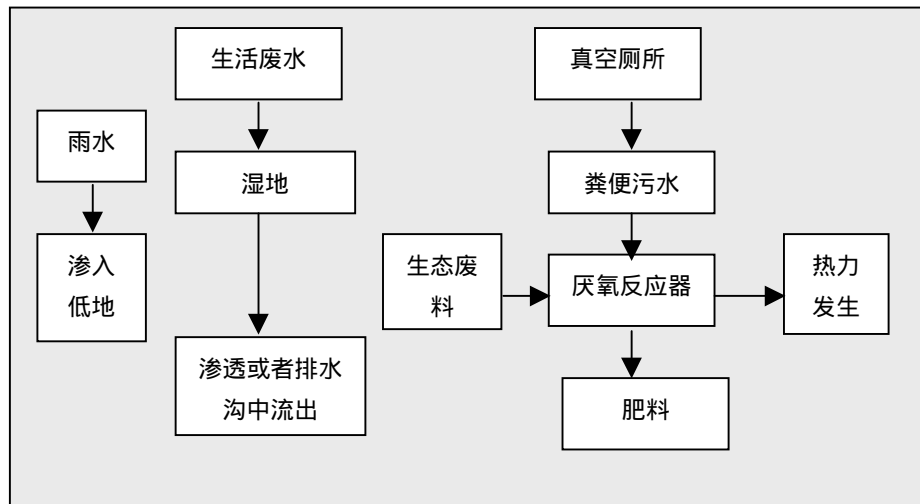 生活废水
真空厕所
雨水
湿地
粪便污水
渗入
低地
生态废
料
厌氧反应器
热力
发生
渗透或者排水
沟中流出
肥料